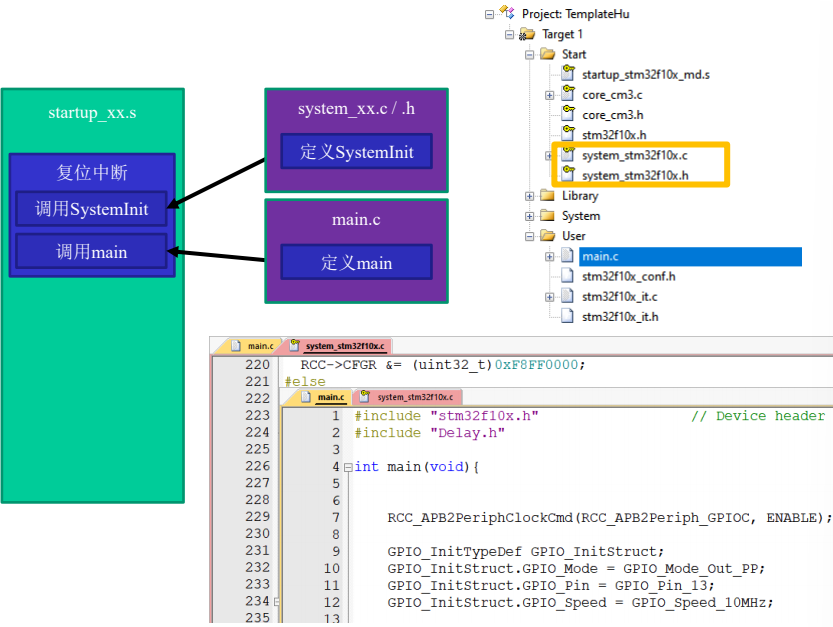 startup_xx.s
复位中断
调用SystemInit
调用main
system_xx.c / .h
定义SystemInit
main.c
定义main
Project: TemplateHu
Target 1
Start
startup_stm32f10x_md.s
core_cm3.c
core_cm3.h
stm32f10x.h
system_stm32f10x.c
system_stm32f10x.h
Library
System
User
main.c
stm32f10x_conf.h
stm32f10x_it.c
stm32f10x_it.h
main.c system_stm32f10x.c
220 RCC->CFGR &= (uint32_t)0xF8FF0000;
221 #else
222
223
224
225
226
227
228
229
230
231
232
233
234
235
main.c system_stm32f10x.c
1 #include "stm32f10x.h" // Device header
2 #include "Delay.h"
3
4 int main(void){
5
6
7 RCC_APB2PeriphClockCmd(RCC_APB2Periph_GPIOC, ENABLE);
8
9 GPIO_InitTypeDef GPIO_InitStruct;
10 GPIO_InitStruct.GPIO_Mode = GPIO_Mode_Out_PP;
11 GPIO_InitStruct.GPIO_Pin = GPIO_Pin_13;
12 GPIO_InitStruct.GPIO_Speed = GPIO_Speed_10MHz;
13